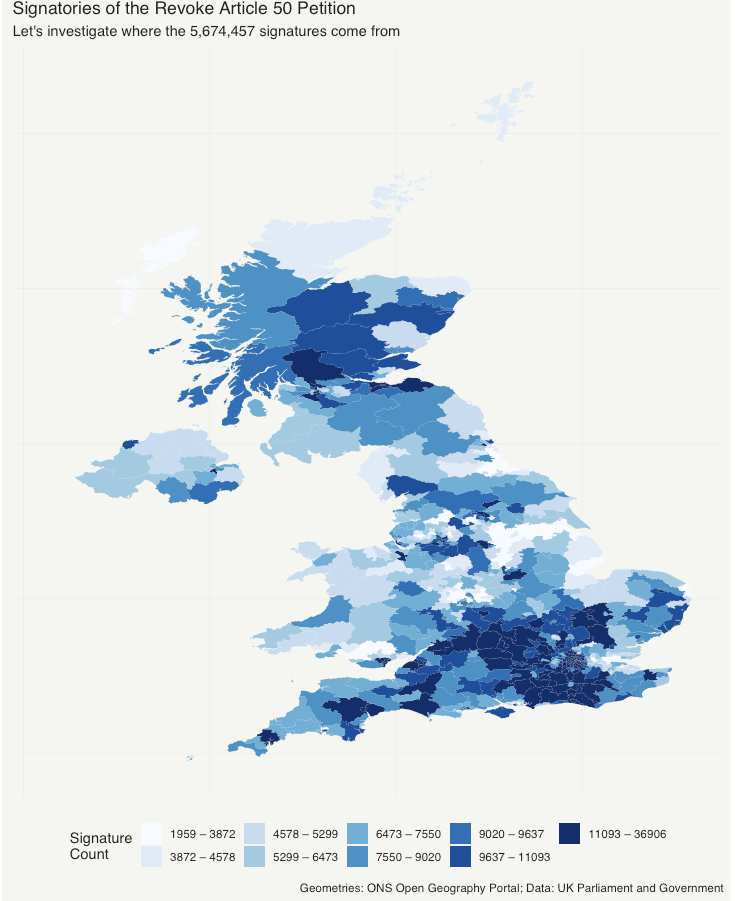 Signatories of the Revoke Article 50 Petition
Let's investigate where the 5,674,457 signatures come from
Signature
Count
1959 – 3872
4578 – 5299
6473 – 7550
9020 – 9637
11093 – 36906
3872 – 4578
5299 – 6473
7550 – 9020
9637 – 11093
Geometries: ONS Open Geography Portal; Data: UK Parliament and Government